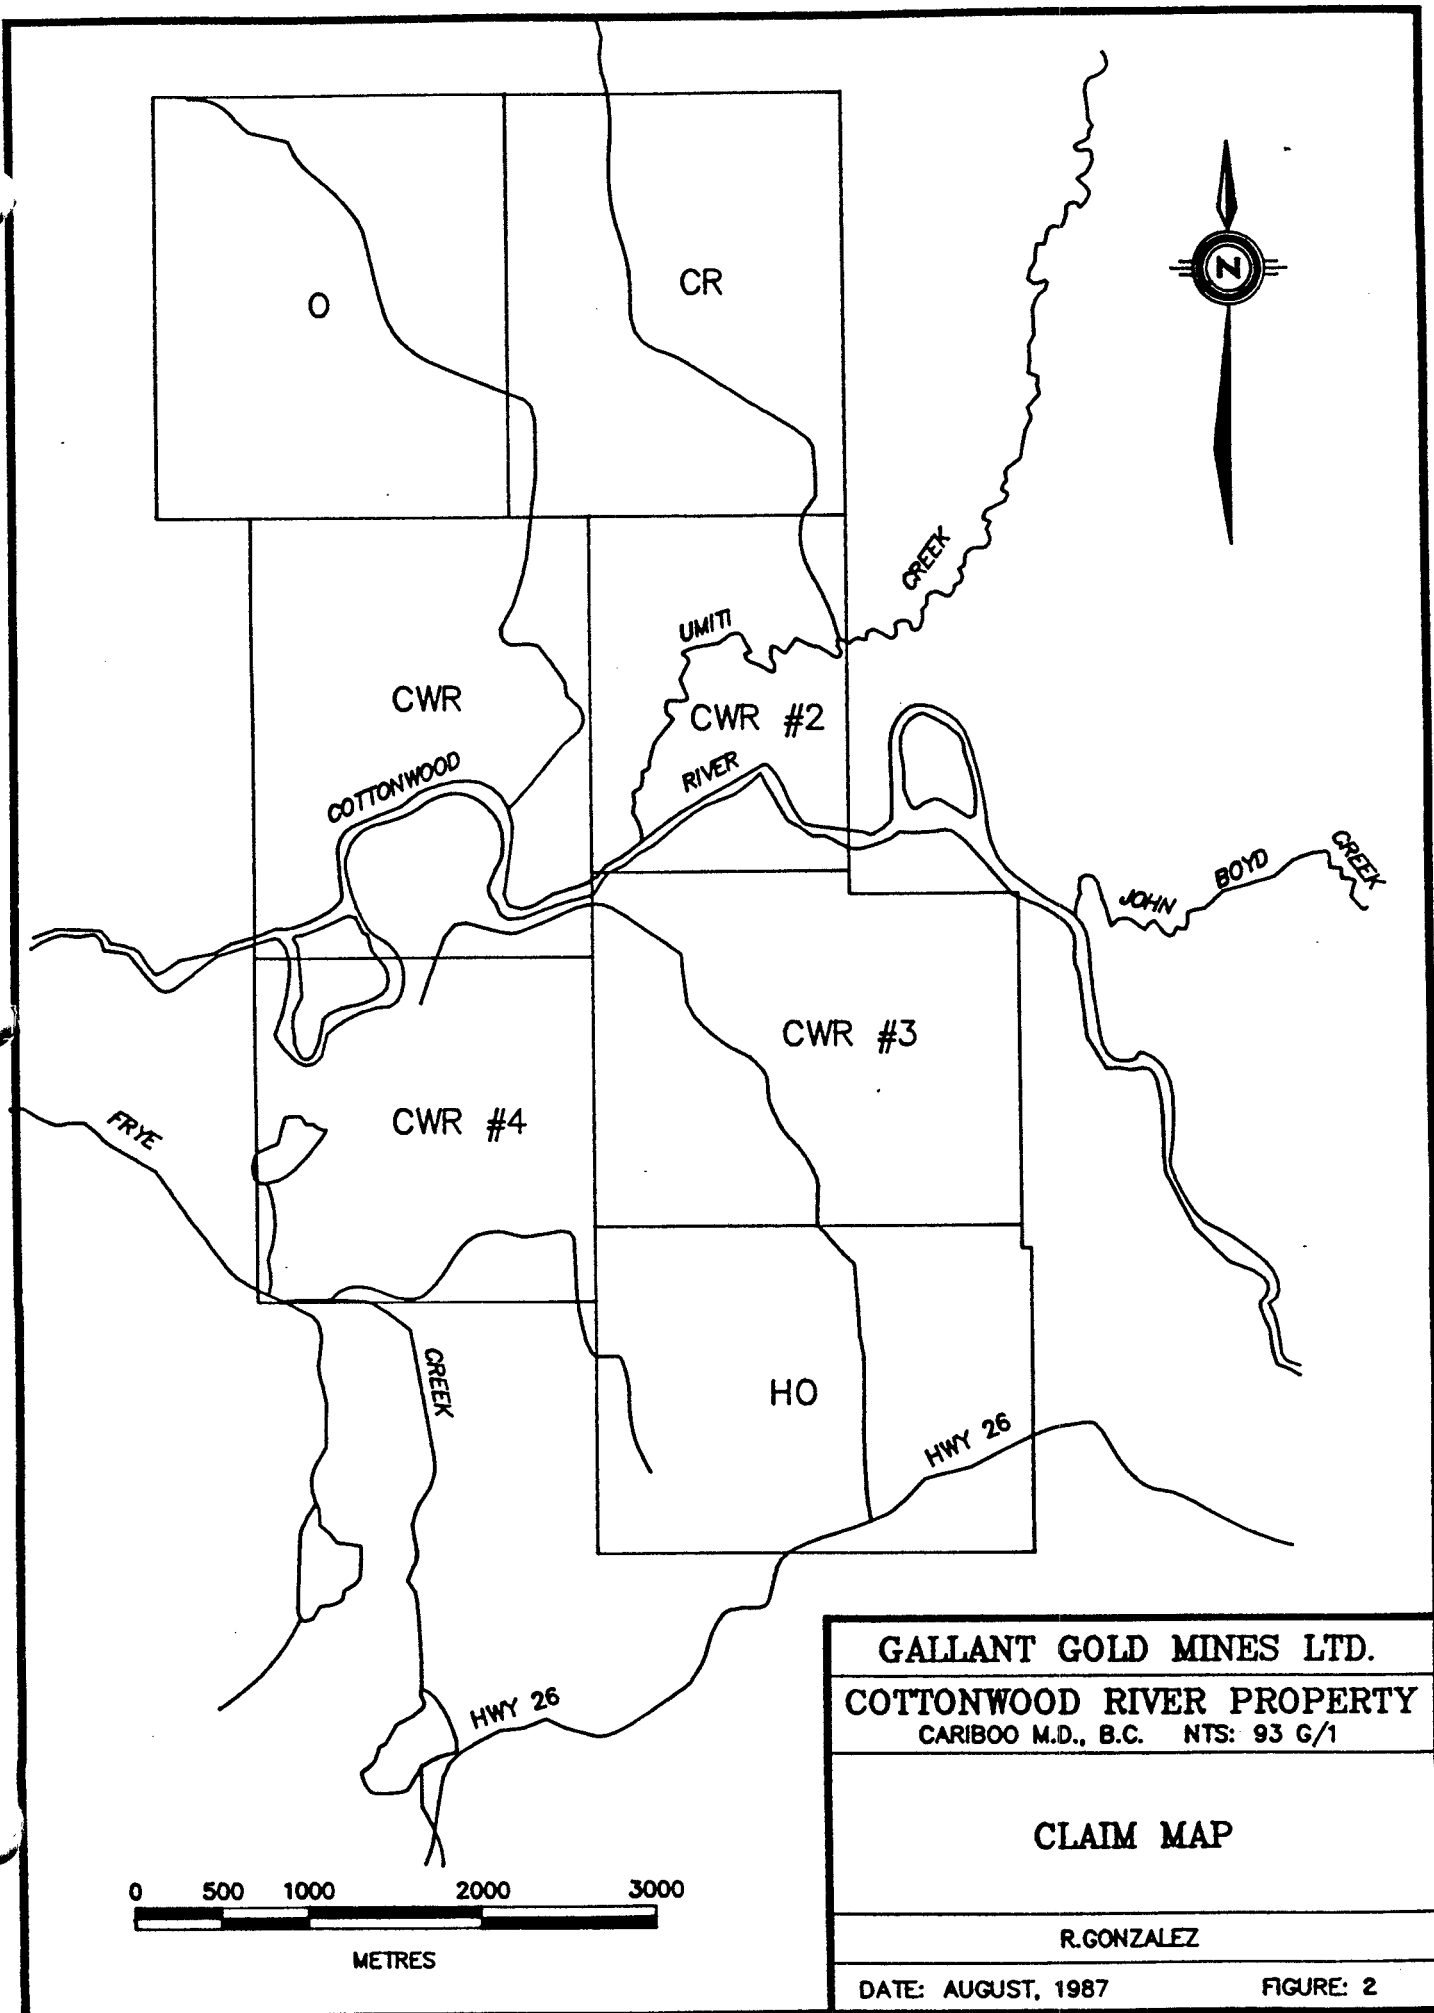 O
CR
N
CREEK
UMITI
CWR
CWR #2
COTTONWOOD
RIVER
JOHN
BOYD
CREEK
CWR #3
CWR #4
FRYE
CREEK
HO
HWY 26
HWY 26
0 500 1000 2000 3000
METRES
GALLANT GOLD MINES LTD.
COTTONWOOD RIVER PROPERTY
CARIBOO M.D., B.C. NTS: 93 G/1
CLAIM MAP
R.GONZALEZ
DATE: AUGUST, 1987 FIGURE: 2